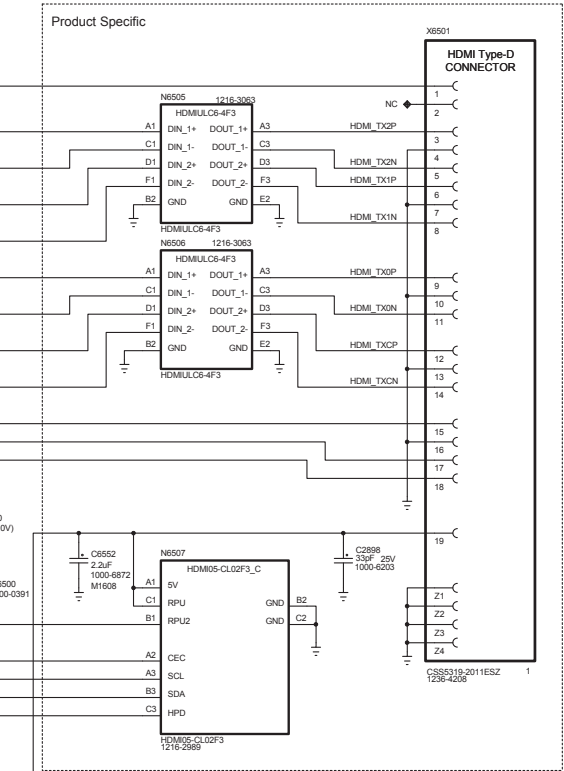 Product Specific
X6501
HDMI Type-D
CONNECTOR
N6505 1216-3063
HDMIULC6-4F3
A1 DIN_1+ DOUT_1+ A3 HDMI_TX2P
C1 DIN_1- DOUT_1- C3 HDMI_TX2N
D1 DIN_2+ DOUT_2+ D3 HDMI_TX1P
F1 DIN_2- DOUT_2- F3 HDMI_TX1N
B2 GND GND E2
HDMIULC6-4F3
NC
1
2
3
4
5
6
7
8
N6506 1216-3063
HDMIULC6-4F3
A1 DIN_1+ DOUT_1+ A3 HDMI_TX0P
C1 DIN_1- DOUT_1- C3 HDMI_TX0N
D1 DIN_2+ DOUT_2+ D3 HDMI_TXCP
F1 DIN_2- DOUT_2- F3 HDMI_TXCN
B2 GND GND E2
HDMIULC6-4F3
9
10
11
12
13
14
15
16
17
18
19
0
0V)
6500
00-0391
C6552
2.2uF
1000-6872
M1608
N6507
HDMI05-CL02F3_C
A1 5V
C1 RPU GND B2
B1 RPU2 GND C2
A2 CEC
A3 SCL
B3 SDA
C3 HPD
HDMI05-CL02F3
1216-2989
C2898
33pF 25V
1000-6203
Z1
Z2
Z3
Z4
CSS5319-2011ESZ 1
1236-4208